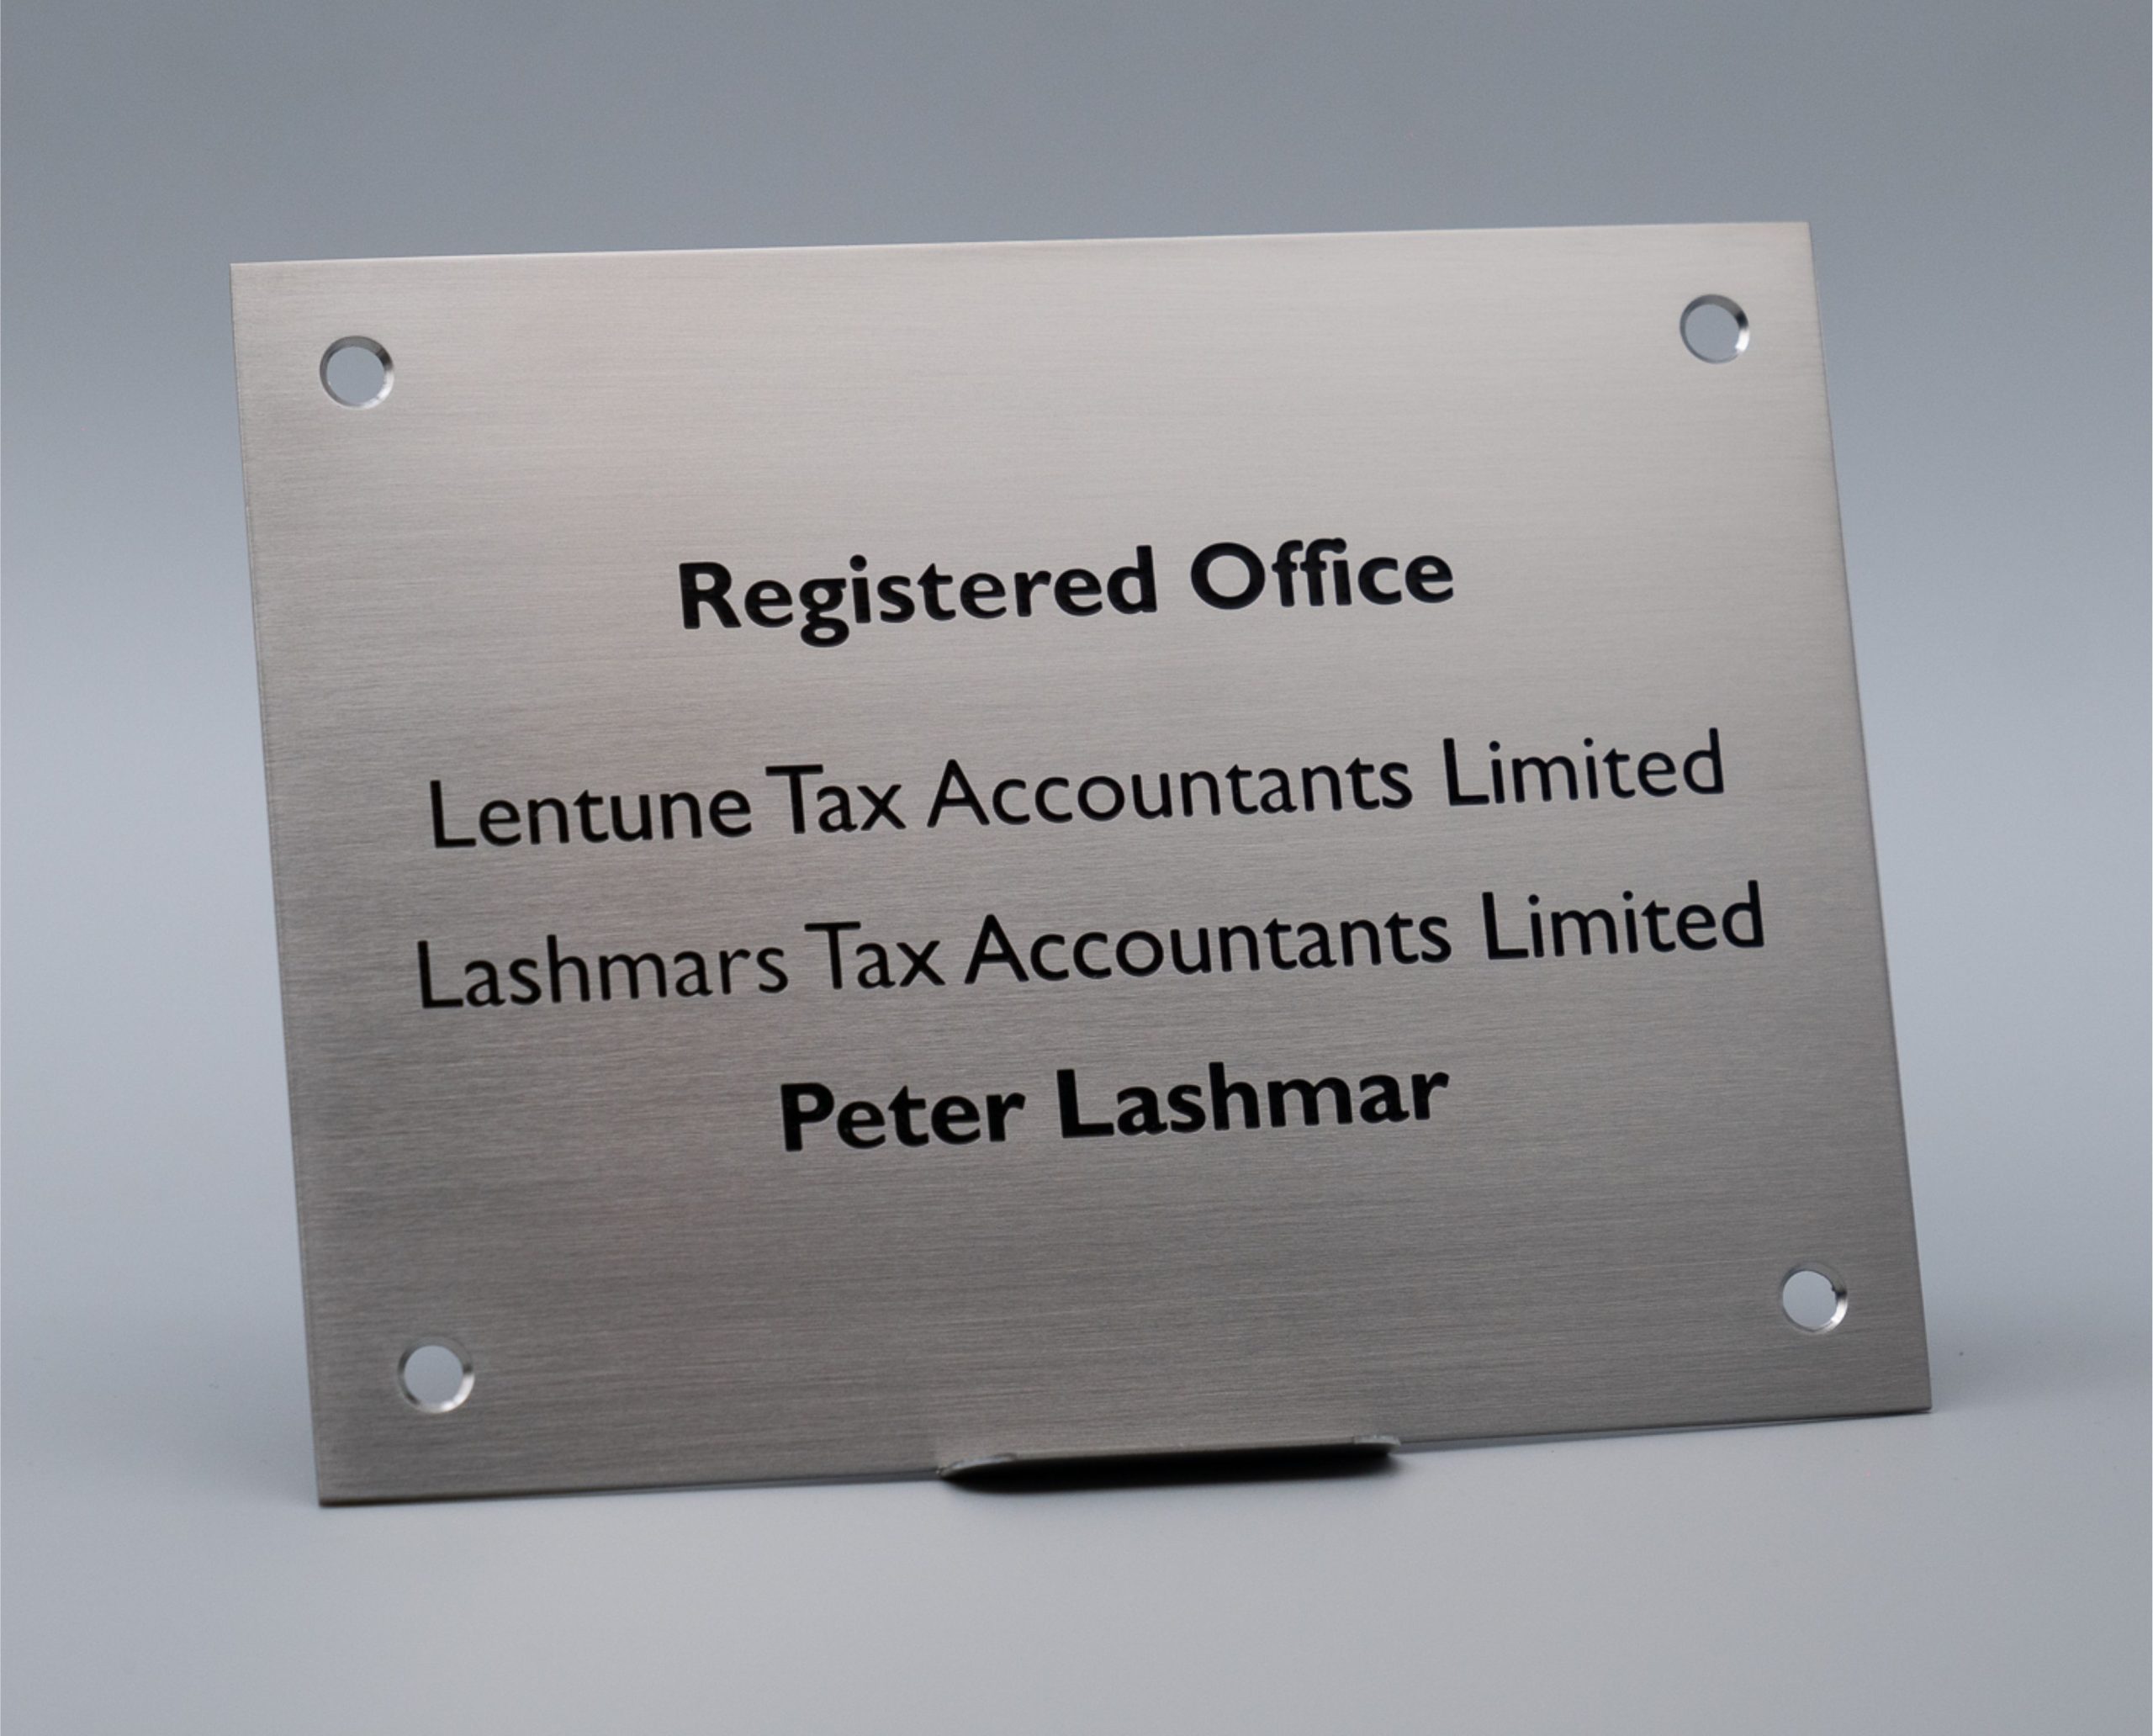 Registered Office
Lentune Tax Accountants Limited
Lashmars Tax Accountants Limited
Peter Lashmar